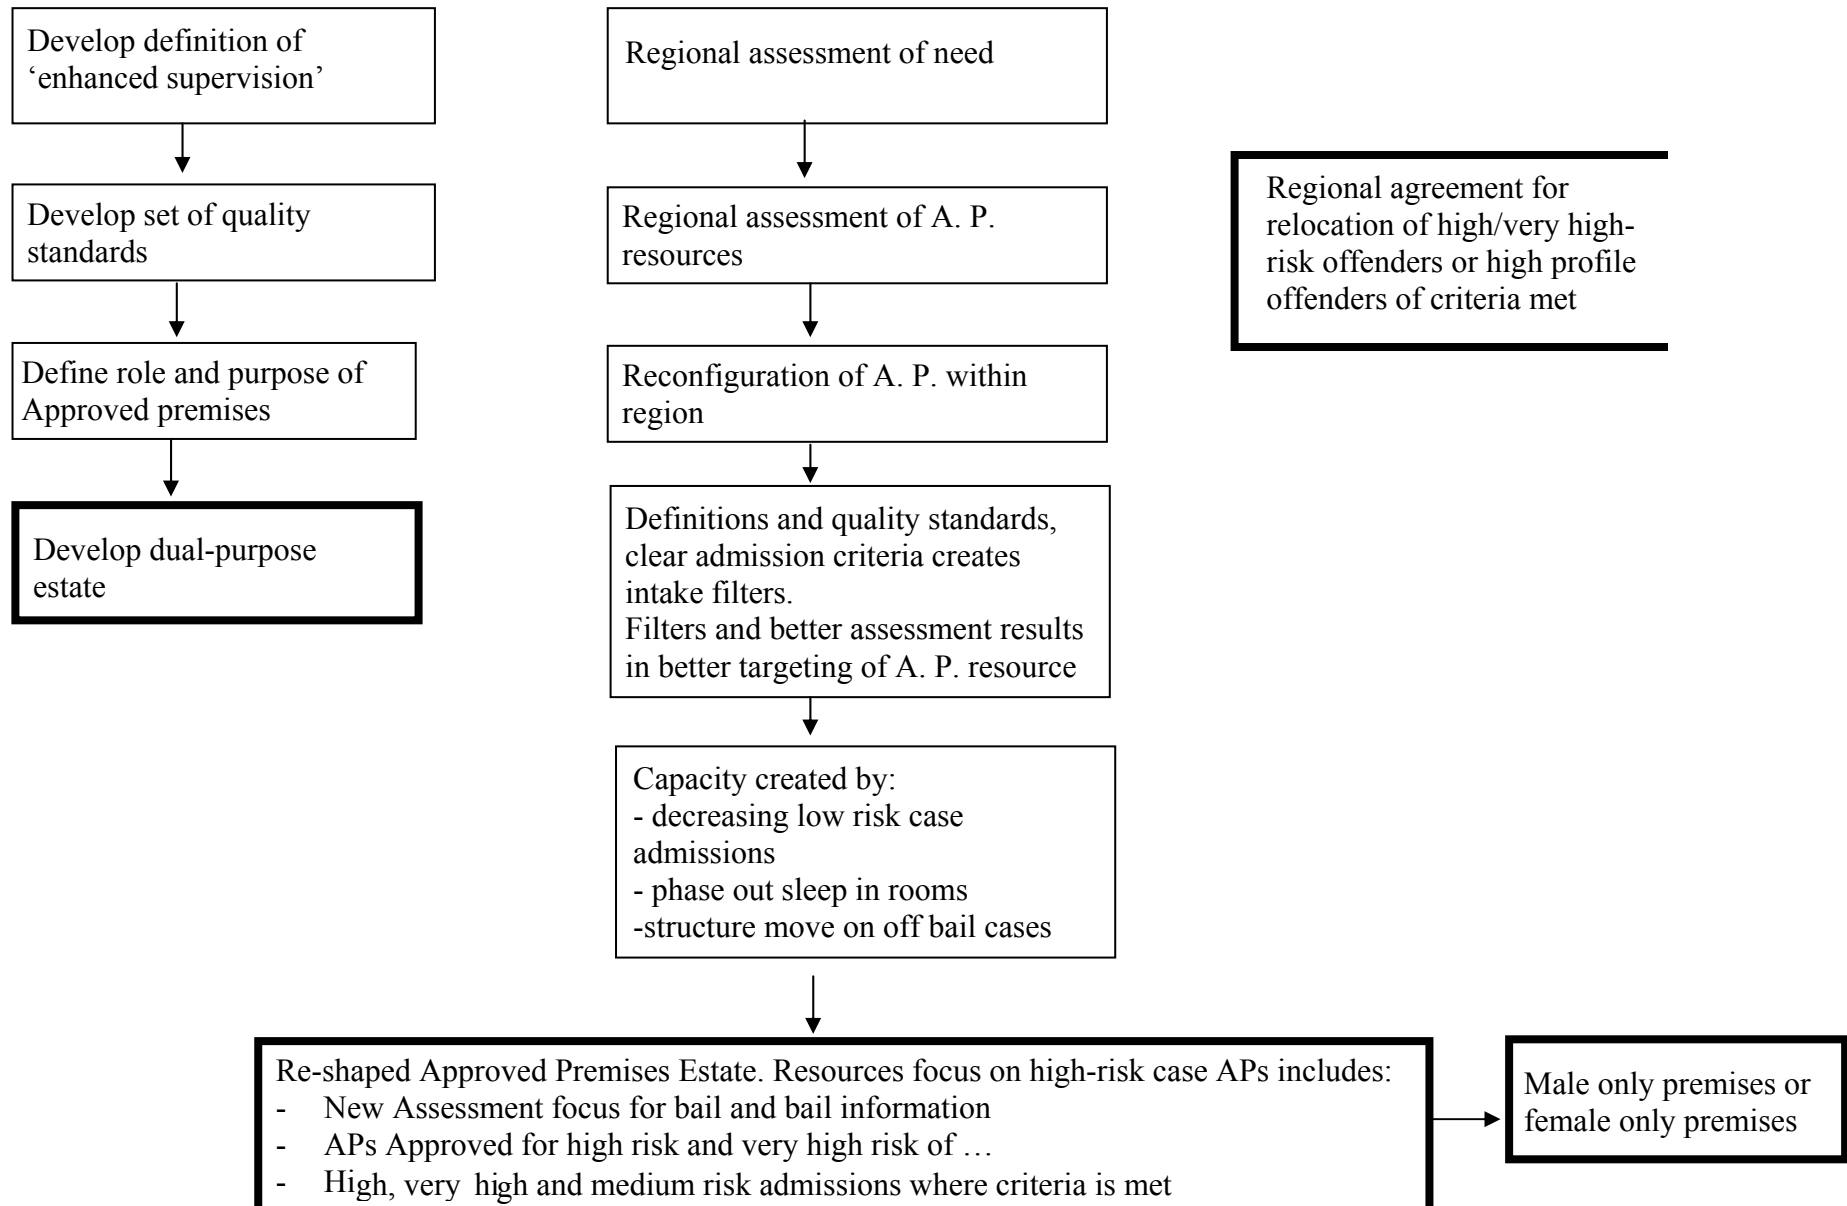 Develop definition of
‘enhanced supervision’
Develop set of quality
standards
Define role and purpose of
Approved premises
Develop dual-purpose
estate
Regional assessment of need
Regional assessment of A. P.
resources
Reconfiguration of A. P. within
region
Definitions and quality standards,
clear admission criteria creates
intake filters.
Filters and better assessment results
in better targeting of A. P. resource
Capacity created by:
- decreasing low risk case
admissions
- phase out sleep in rooms
-structure move on off bail cases
Regional agreement for
relocation of high/very high-
risk offenders or high profile
offenders of criteria met
Re-shaped Approved Premises Estate. Resources focus on high-risk case APs includes:
- New Assessment focus for bail and bail information
- APs Approved for high risk and very high risk of …
- High, very high and medium risk admissions where criteria is met
Male only premises or
female only premises